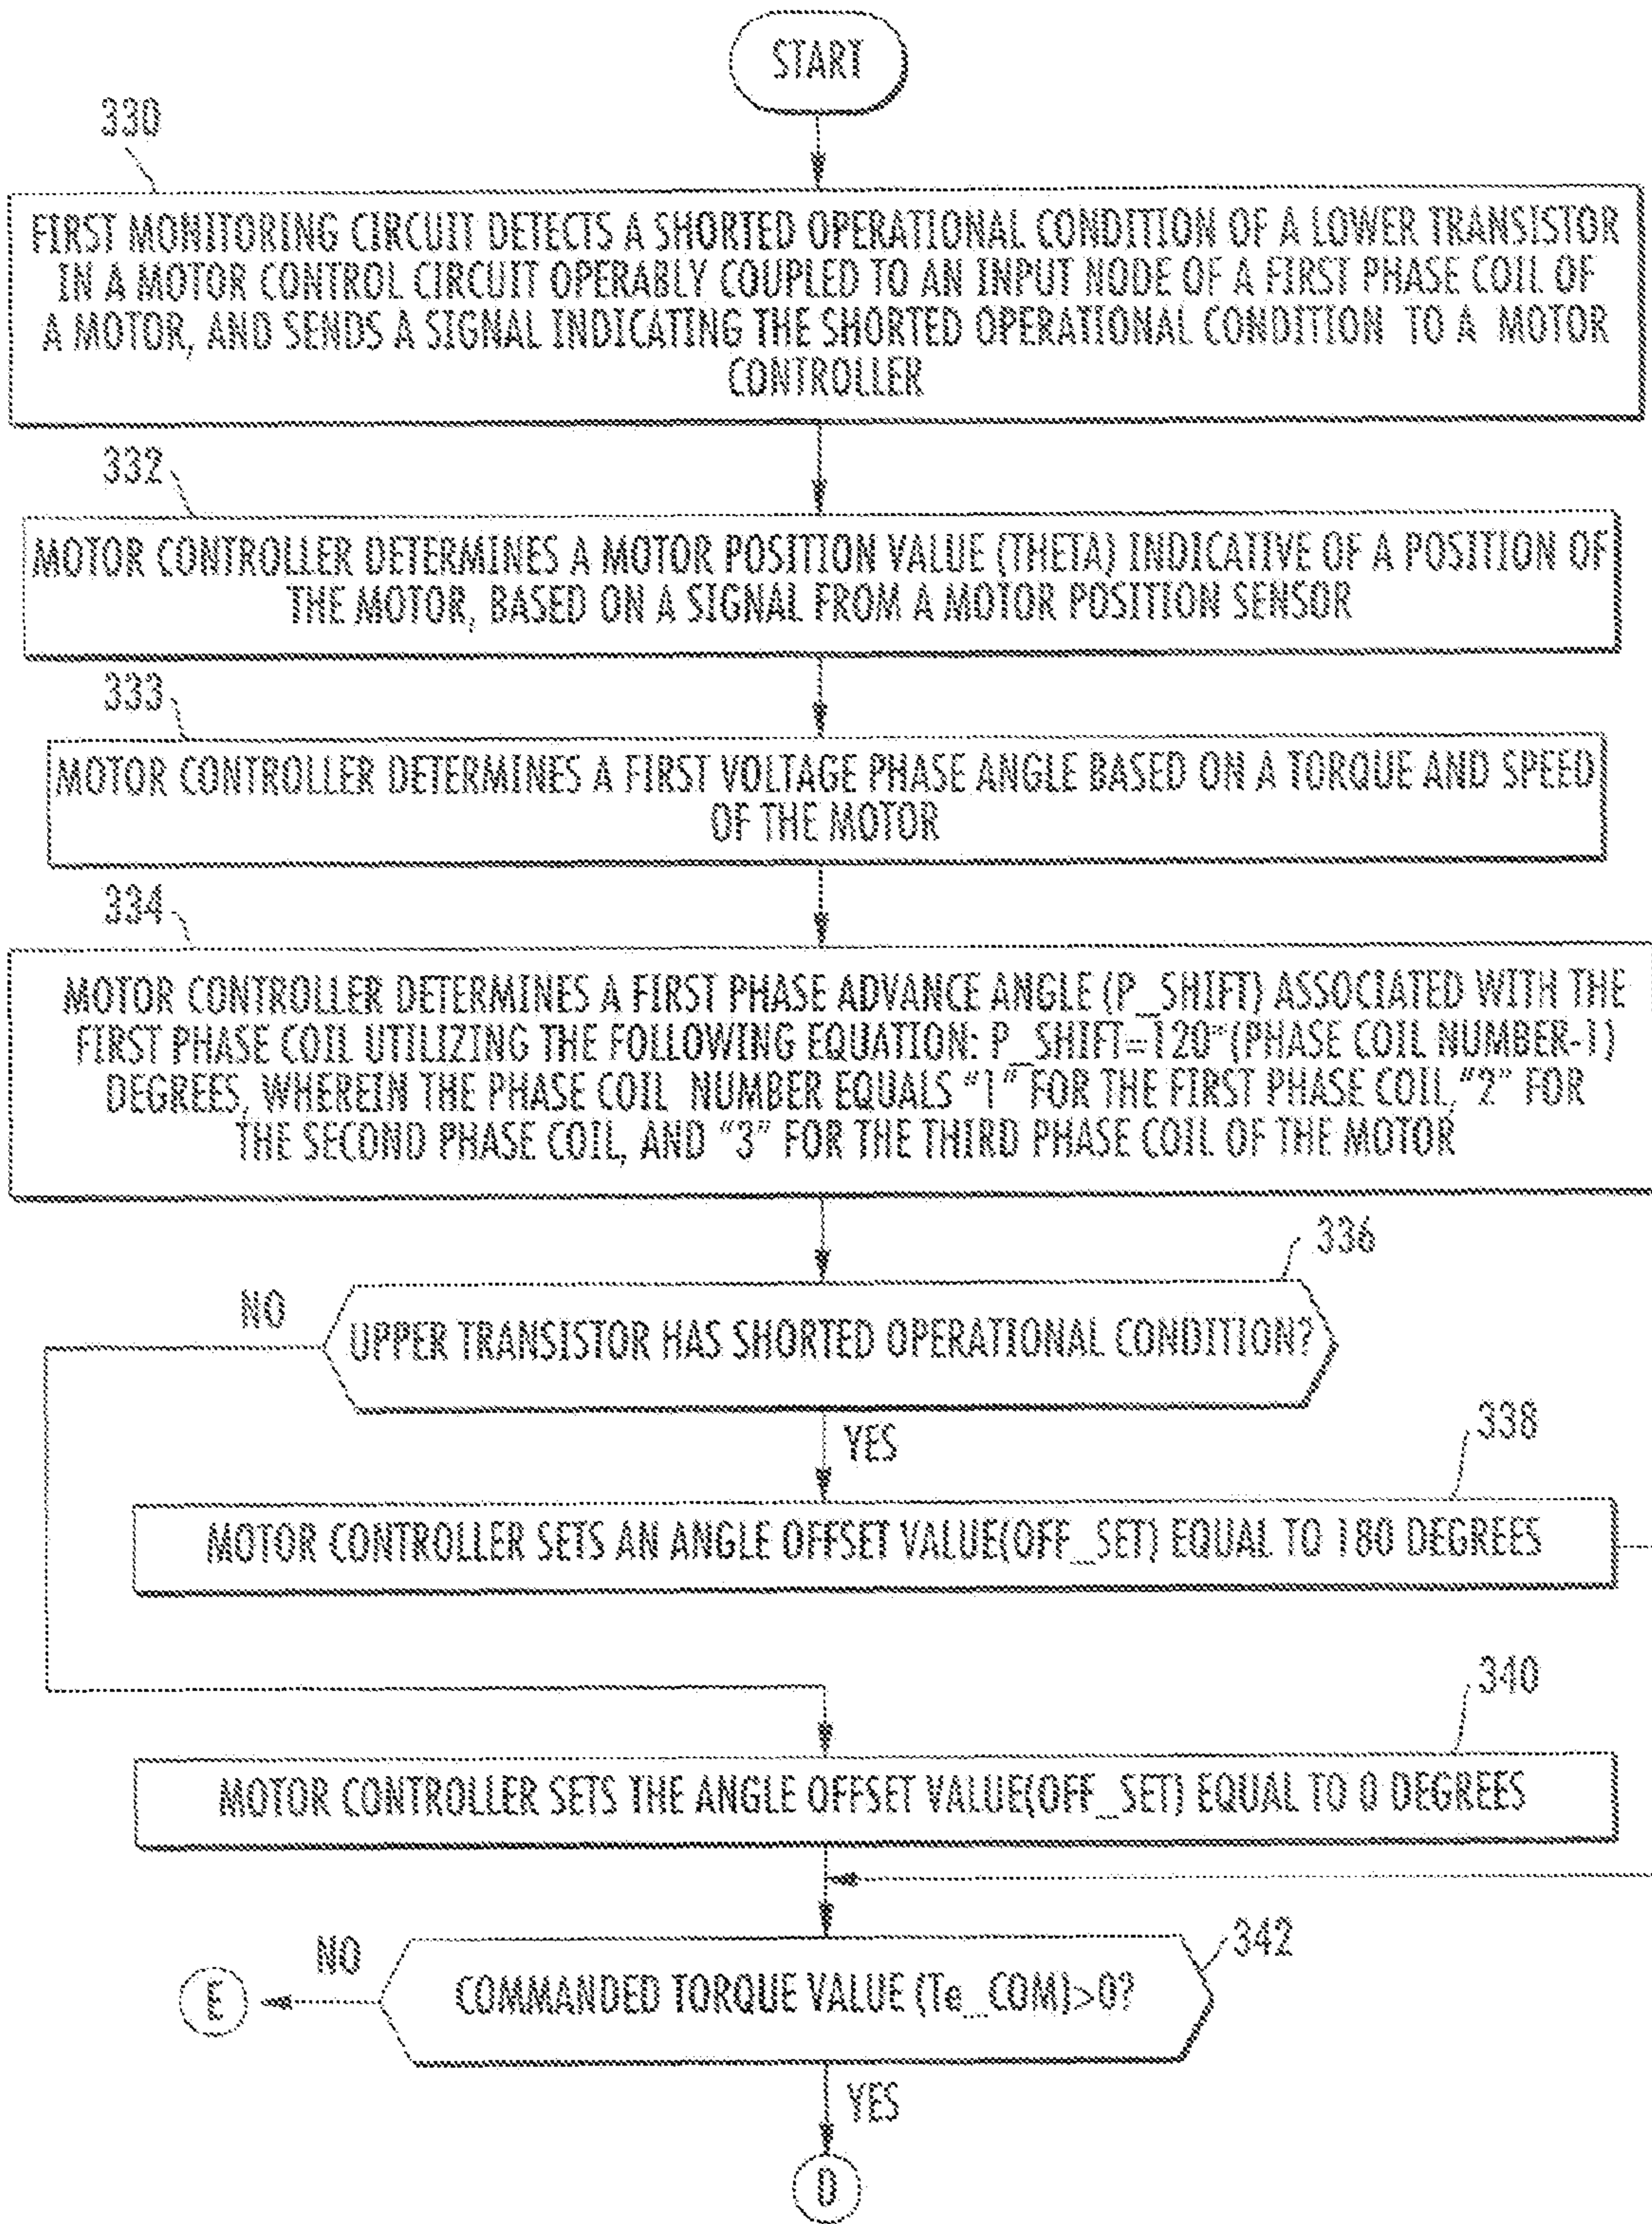 START
330
FIRST MONITORING CIRCUIT DETECTS A SHORTED OPERATIONAL CONDITION OF A LOWER TRANSISTOR
IN A MOTOR CONTROL CIRCUIT OPERABLY COUPLED TO AN INPUT NODE OF A FIRST PHASE COIL OF
A MOTOR, AND SENDS A SIGNAL INDICATING THE SHORTED OPERATIONAL CONDITION TO A MOTOR
CONTROLLER
332
MOTOR CONTROLLER DETERMINES A MOTOR POSITION VALUE (THETA) INDICATIVE OF A POSITION OF
THE MOTOR, BASED ON A SIGNAL FROM A MOTOR POSITION SENSOR
333
MOTOR CONTROLLER DETERMINES A FIRST VOLTAGE PHASE ANGLE BASED ON A TORQUE AND SPEED
OF THE MOTOR
334
MOTOR CONTROLLER DETERMINES A FIRST PHASE ADVANCE ANGLE (P_SHIFT) ASSOCIATED WITH THE
FIRST PHASE COIL UTILIZING THE FOLLOWING EQUATION: P_SHIFT=120*(PHASE COIL NUMBER-1)
DEGREES, WHEREIN THE PHASE COIL NUMBER EQUALS "1" FOR THE FIRST PHASE COIL, "2" FOR
THE SECOND PHASE COIL, AND "3" FOR THE THIRD PHASE COIL OF THE MOTOR
336
NO
UPPER TRANSISTOR HAS SHORTED OPERATIONAL CONDITION?
YES
338
MOTOR CONTROLLER SETS AN ANGLE OFFSET VALUE(OFF_SET) EQUAL TO 180 DEGREES
340
MOTOR CONTROLLER SETS THE ANGLE OFFSET VALUE(OFF_SET) EQUAL TO 0 DEGREES
342
NO
E
COMMANDED TORQUE VALUE (Te_COM)>0?
YES
D